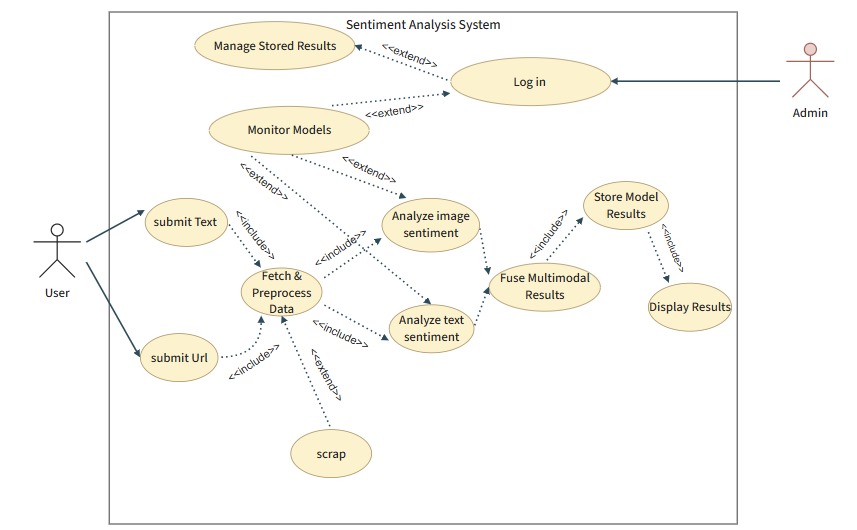 Sentiment Analysis System
Manage Stored Results
<<extend>>
Log in
Admin
<<extend>>
Monitor Models
<<extend>>
<<extend>>
submit Text
<<include>>
Analyze image
sentiment
Store Model
Results
<<include>>
<<include>>
<<include>>
User
Fetch &
Preprocess
Data
Fuse Multimodal
Results
Display Results
<<include>>
Analyze text
sentiment
submit Url
<<include>>
<<extend>>
scrap